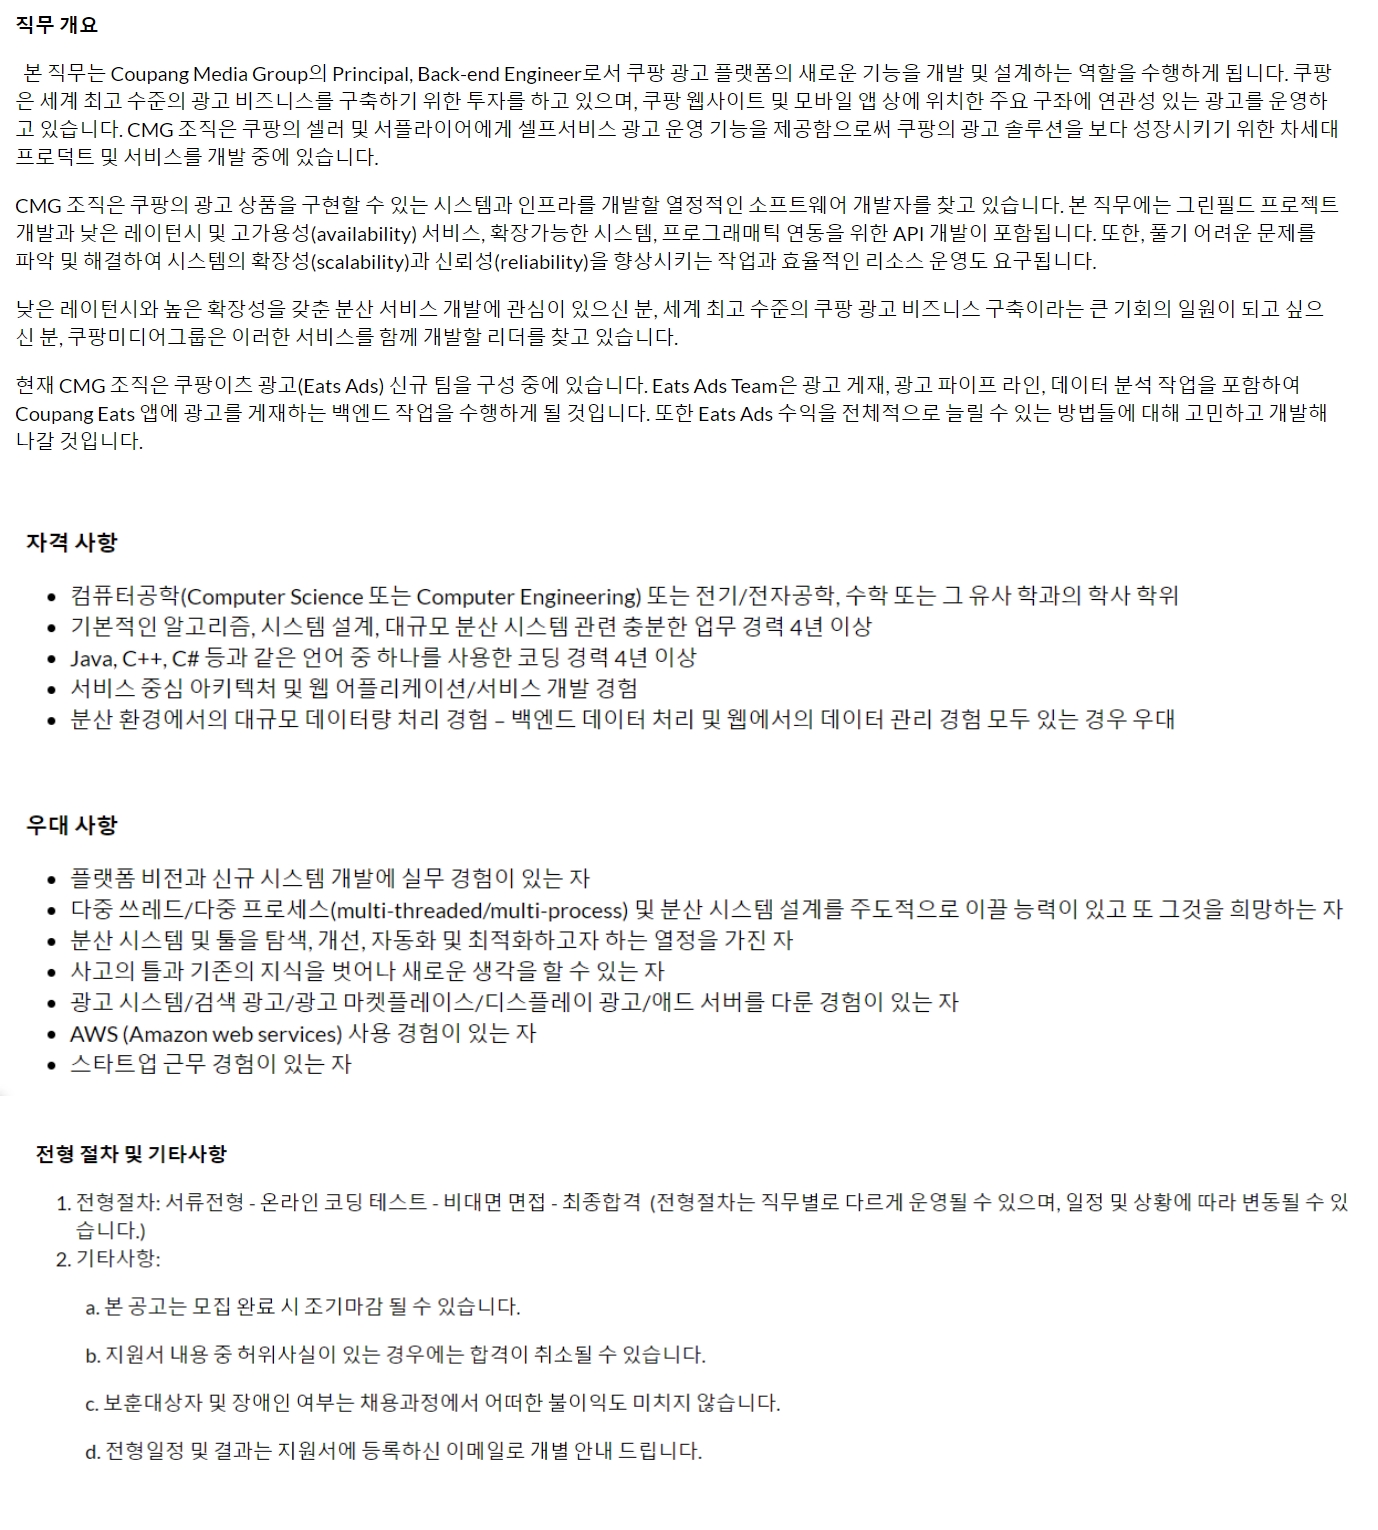 직무 개요
본 직무는 Coupang Media Group의 Principal, Back-end Engineer로서 쿠팡 광고 플랫폼의 새로운 기능을 개발 및 설계하는 역할을 수행하게 됩니다. 쿠팡
은 세계 최고 수준의 광고 비즈니스를 구축하기 위한 투자를 하고 있으며, 쿠팡 웹사이트 및 모바일 앱 상에 위치한 주요 구좌에 연관성 있는 광고를 운영하
고 있습니다. CMG 조직은 쿠팡의 셀러 및 서플라이어에게 셀프서비스 광고 운영 기능을 제공함으로써 쿠팡의 광고 솔루션을 보다 성장시키기 위한 차세대
프로덕트 및 서비스를 개발 중에 있습니다.
CMG 조직은 쿠팡의 광고 상품을 구현할 수 있는 시스템과 인프라를 개발할 열정적인 소프트웨어 개발자를 찾고 있습니다. 본 직무에는 그린필드 프로젝트
개발과 낮은 레이턴시 및 고가용성(availability) 서비스, 확장가능한 시스템, 프로그래매틱 연동을 위한 API 개발이 포함됩니다. 또한, 풀기 어려운 문제를
파악 및 해결하여 시스템의 확장성(scalability)과 신뢰성(reliability)을 향상시키는 작업과 효율적인 리소스 운영도 요구됩니다.
낮은 레이턴시와 높은 확장성을 갖춘 분산 서비스 개발에 관심이 있으신 분, 세계 최고 수준의 쿠팡 광고 비즈니스 구축이라는 큰 기회의 일원이 되고 싶으
신 분, 쿠팡미디어그룹은 이러한 서비스를 함께 개발할 리더를 찾고 있습니다.
현재 CMG 조직은 쿠팡이츠 광고(Eats Ads) 신규 팀을 구성 중에 있습니다. Eats Ads Team은 광고 게재, 광고 파이프 라인, 데이터 분석 작업을 포함하여
Coupang Eats 앱에 광고를 게재하는 백엔드 작업을 수행하게 될 것입니다. 또한 Eats Ads 수익을 전체적으로 늘릴 수 있는 방법들에 대해 고민하고 개발해
나갈 것입니다.
자격 사항
• 컴퓨터공학(Computer Science 또는 Computer Engineering) 또는 전기/전자공학, 수학 또는 그 유사 학과의 학사 학위
• 기본적인 알고리즘, 시스템 설계, 대규모 분산 시스템 관련 충분한 업무 경력 4년 이상
• Java, C++, C# 등과 같은 언어 중 하나를 사용한 코딩 경력 4년 이상
• 서비스 중심 아키텍처 및 웹 어플리케이션/서비스 개발 경험
• 분산 환경에서의 대규모 데이터량 처리 경험 – 백엔드 데이터 처리 및 웹에서의 데이터 관리 경험 모두 있는 경우 우대
우대 사항
• 플랫폼 비전과 신규 시스템 개발에 실무 경험이 있는 자
• 다중 쓰레드/다중 프로세스(multi-threaded/multi-process) 및 분산 시스템 설계를 주도적으로 이끌 능력이 있고 또 그것을 희망하는 자
• 분산 시스템 및 툴을 탐색, 개선, 자동화 및 최적화하고자 하는 열정을 가진 자
• 사고의 틀과 기존의 지식을 벗어나 새로운 생각을 할 수 있는 자
• 광고 시스템/검색 광고/광고 마켓플레이스/디스플레이 광고/애드 서버를 다룬 경험이 있는 자
• AWS (Amazon web services) 사용 경험이 있는 자
• 스타트업 근무 경험이 있는 자
전형 절차 및 기타사항
1. 전형절차: 서류전형 - 온라인 코딩 테스트 - 비대면 면접 - 최종합격 (전형절차는 직무별로 다르게 운영될 수 있으며, 일정 및 상황에 따라 변동될 수 있
습니다.)
2. 기타사항:
a. 본 공고는 모집 완료 시 조기마감 될 수 있습니다.
b. 지원서 내용 중 허위사실이 있는 경우에는 합격이 취소될 수 있습니다.
c. 보훈대상자 및 장애인 여부는 채용과정에서 어떠한 불이익도 미치지 않습니다.
d. 전형일정 및 결과는 지원서에 등록하신 이메일로 개별 안내 드립니다.